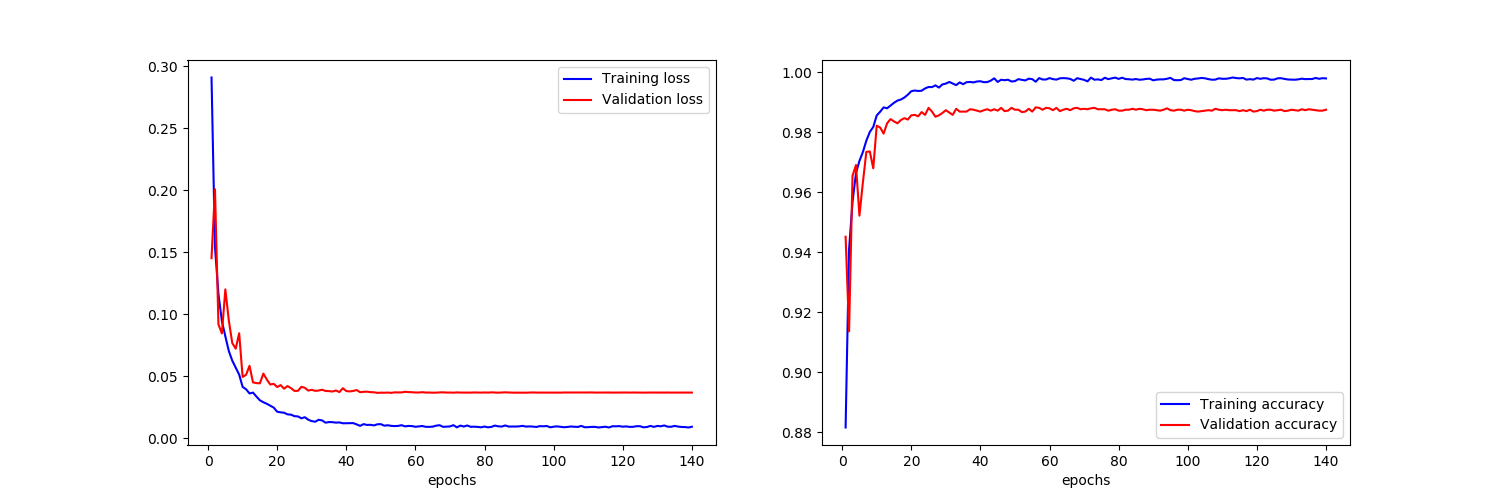 0.30
0.25
0.20
0.15
0.10
0.05
0.00
0 20 40 60 80 100 120 140
epochs
Training loss
Validation loss
1.00
0.98
0.96
0.94
0.92
0.90
0.88
0 20 40 60 80 100 120 140
epochs
Training accuracy
Validation accuracy